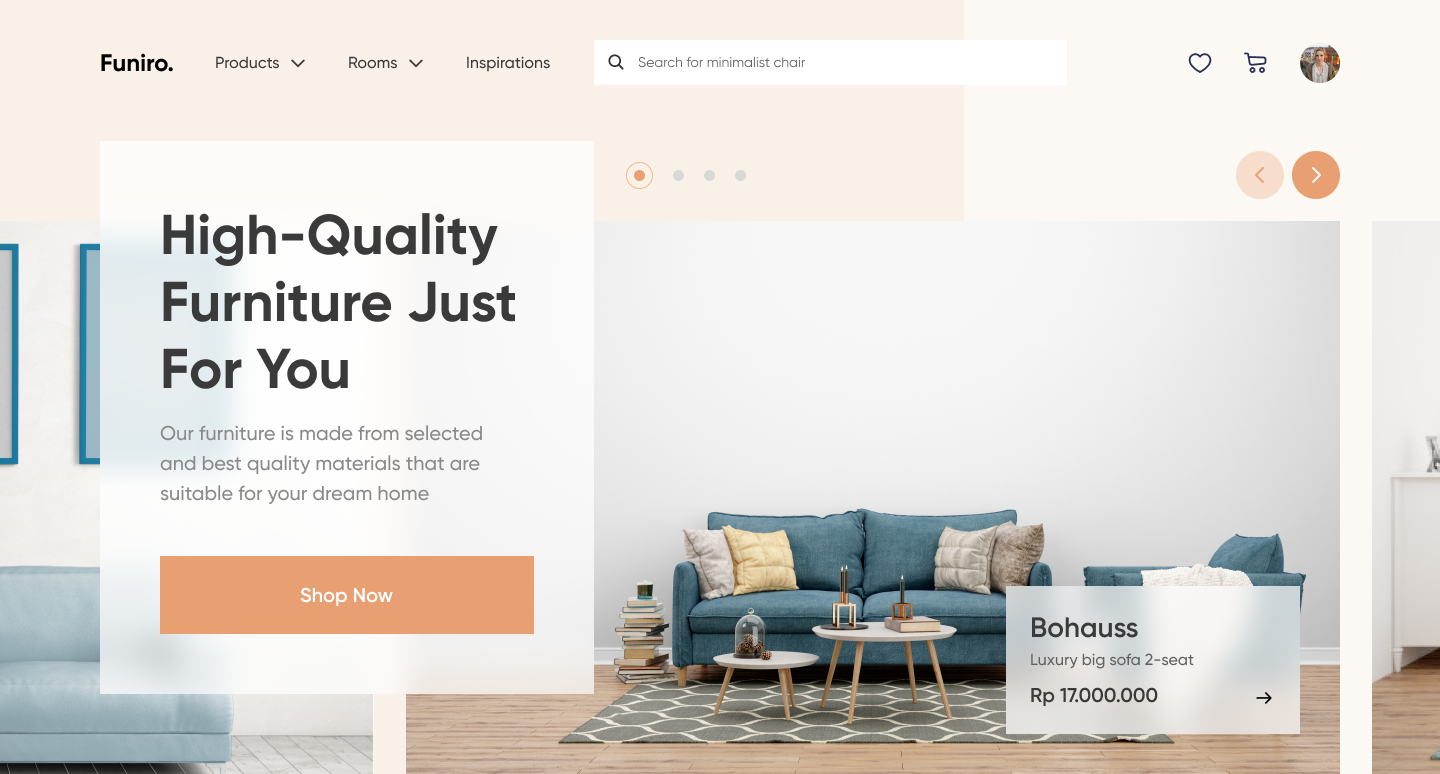 Funiro.
Products
Rooms
Inspirations
Search for minimalist chair
High-Quality
Furniture Just
For You
Our furniture is made from selected
and best quality materials that are
suitable for your dream home
Shop Now
Bohauss
Luxury big sofa 2-seat
Rp 17.000.000